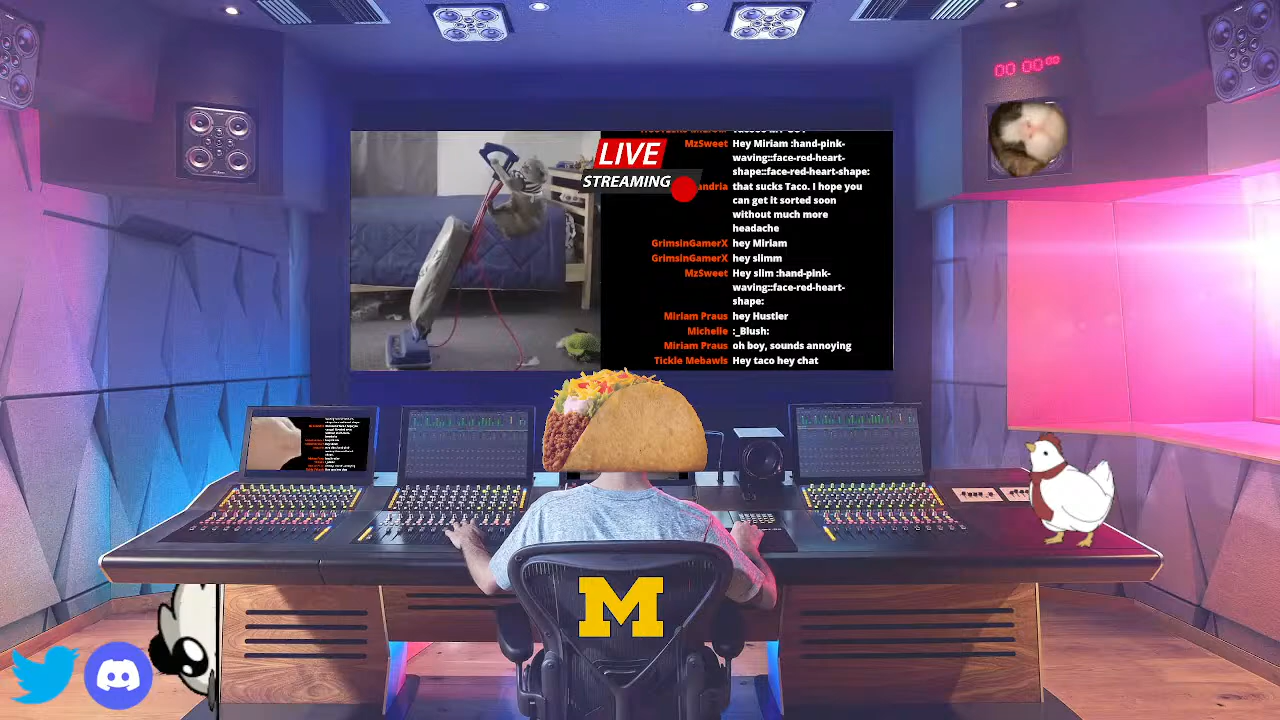 00 00 00
MzSweet Hey Miriam :hand-pink-
waving::face-red-heart-
shape::face-red-heart-shape:
LIVE
STREAMING
andria that sucks Taco. I hope you
can get it sorted soon
without much more
headache
GrimsinGamerX hey Miriam
GrimsinGamerX hey slimm
MzSweet Hey slim :hand-pink-
waving::face-red-heart-
shape:
Miriam Praus hey Hustler
Michelle :_Blush:
Miriam Praus oh boy, sounds annoying
Tickle Mebawls Hey taco hey chat
M